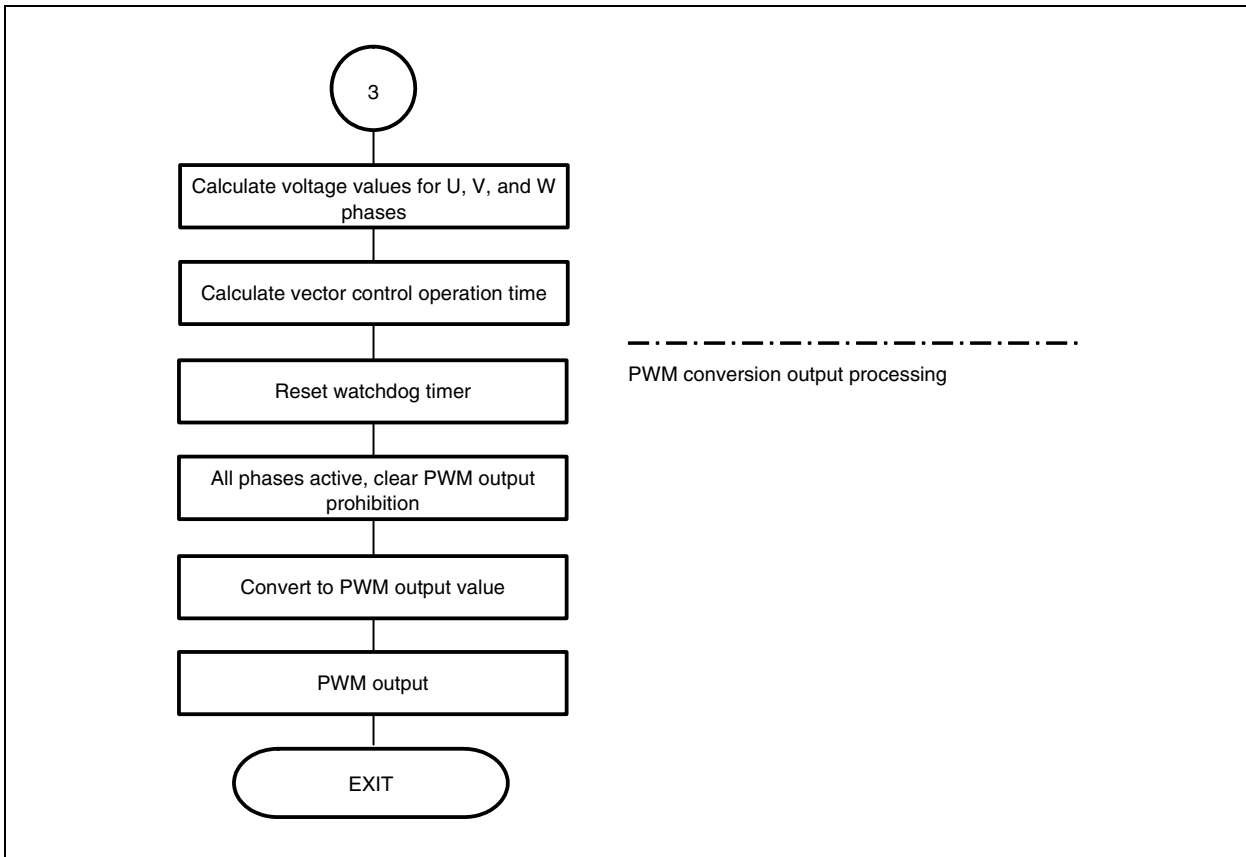 3
Calculate voltage values for U, V, and W
phases
Calculate vector control operation time
PWM conversion output processing
Reset watchdog timer
All phases active, clear PWM output
prohibition
Convert to PWM output value
PWM output
EXIT